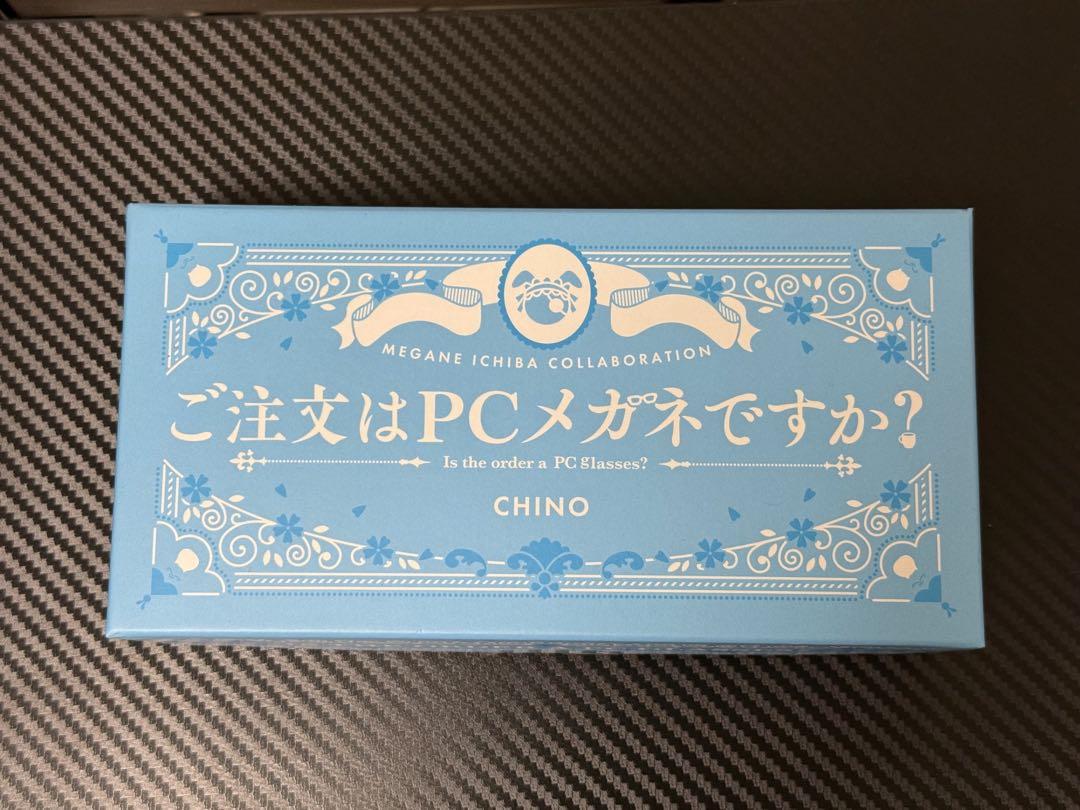 MEGANE ICHIBA COLLABORATION
ご注文はPCメガネですか?
Is the order a PC glasses?
CHINO